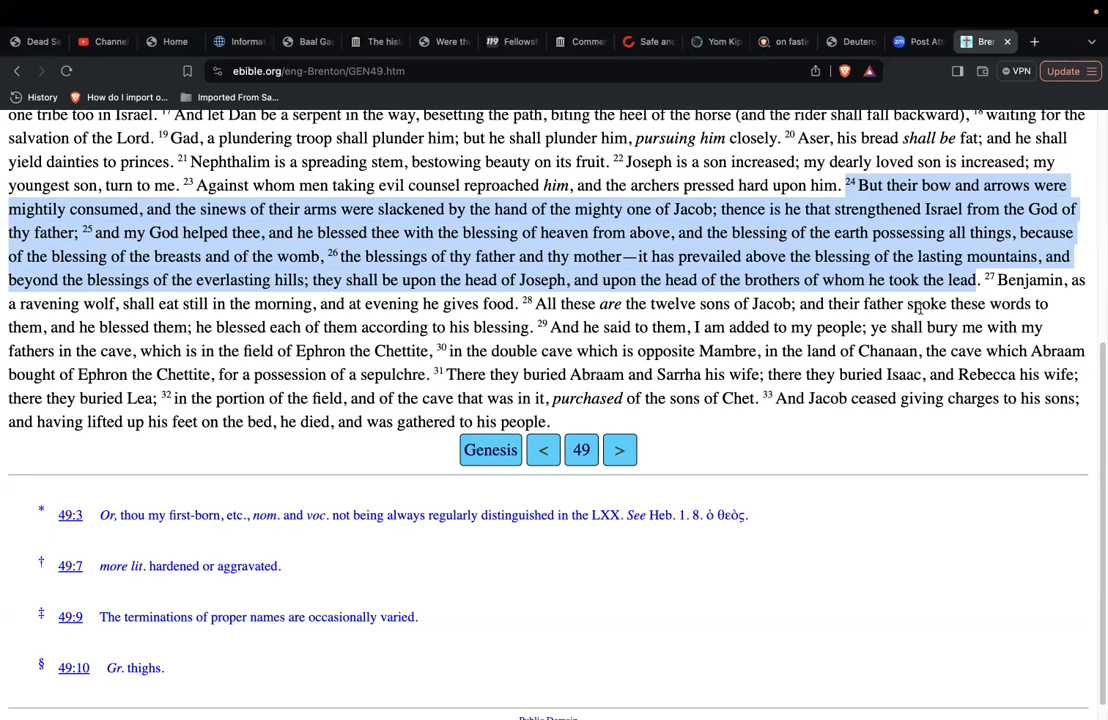 Dead Se
Channel
Home
Informat
Baal Gad
The hist
Were the
119 Fellowsh
Commen
Safe and
Yom Kip
on fastin
Deutero
Post Att
Bren
ebible.org/eng-Brenton/GEN49.htm
VPN
Update
History
How do I import o...
Imported From Sa...
one tribe too in Israel. 17 And let Dan be a serpent in the way, besetting the path, biting the heel of the horse (and the rider shall fall backward), 18 waiting for the
salvation of the Lord. 19 Gad, a plundering troop shall plunder him; but he shall plunder him, pursuing him closely. 20 Aser, his bread shall be fat; and he shall
yield dainties to princes. 21 Nephthalim is a spreading stem, bestowing beauty on its fruit. 22 Joseph is a son increased; my dearly loved son is increased; my
youngest son, turn to me. 23 Against whom men taking evil counsel reproached him, and the archers pressed hard upon him. 24 But their bow and arrows were
mightily consumed, and the sinews of their arms were slackened by the hand of the mighty one of Jacob; thence is he that strengthened Israel from the God of
thy father; 25 and my God helped thee, and he blessed thee with the blessing of heaven from above, and the blessing of the earth possessing all things, because
of the blessing of the breasts and of the womb, 26 the blessings of thy father and thy mother—it has prevailed above the blessing of the lasting mountains, and
beyond the blessings of the everlasting hills; they shall be upon the head of Joseph, and upon the head of the brothers of whom he took the lead. 27 Benjamin, as
a ravening wolf, shall eat still in the morning, and at evening he gives food. 28 All these are the twelve sons of Jacob; and their father spoke these words to
them, and he blessed them; he blessed each of them according to his blessing. 29 And he said to them, I am added to my people; ye shall bury me with my
fathers in the cave, which is in the field of Ephron the Chettite, 30 in the double cave which is opposite Mambre, in the land of Chanaan, the cave which Abraam
bought of Ephron the Chettite, for a possession of a sepulchre. 31 There they buried Abraam and Sarrha his wife; there they buried Isaac, and Rebecca his wife;
there they buried Lea; 32 in the portion of the field, and of the cave that was in it, purchased of the sons of Chet. 33 And Jacob ceased giving charges to his sons;
and having lifted up his feet on the bed, he died, and was gathered to his people.
Genesis < 49 >
* 49:3 Or, thou my first-born, etc., nom. and voc. not being always regularly distinguished in the LXX. See Heb. 1. 8. ὁ θεὸς.
† 49:7 more lit. hardened or aggravated.
‡ 49:9 The terminations of proper names are occasionally varied.
§ 49:10 Gr. thighs.
Public Domain